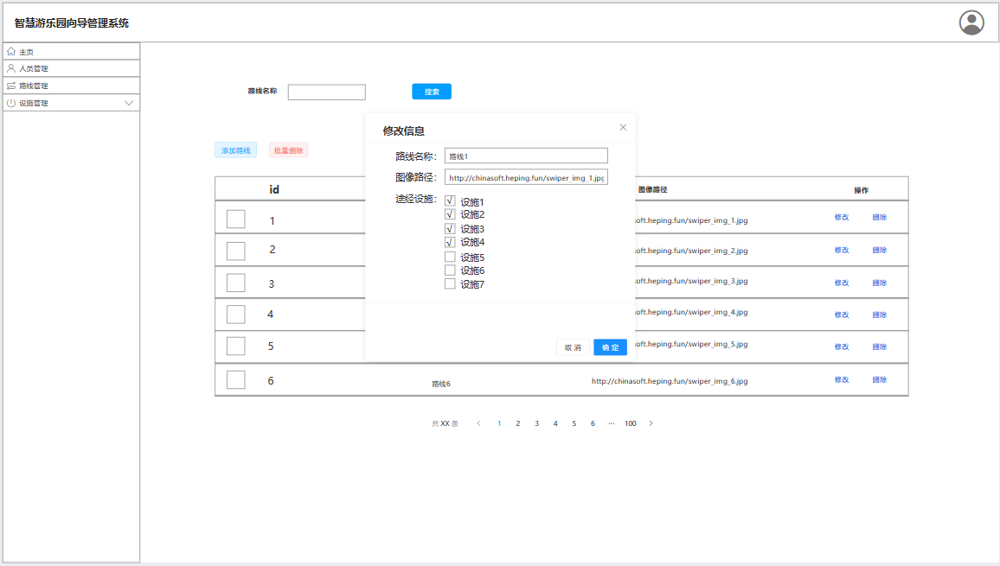 智慧游乐园向导管理系统
主页
人员管理
路线管理
设施管理
路线名称
搜索
添加路线
批量删除
id
图像路径
操作
1
oft.heping.fun/swiper_img_1.jpg
修改
删除
2
oft.heping.fun/swiper_img_2.jpg
修改
删除
3
oft.heping.fun/swiper_img_3.jpg
修改
删除
4
oft.heping.fun/swiper_img_4.jpg
修改
删除
5
oft.heping.fun/swiper_img_5.jpg
修改
删除
6
路线6
http://chinasoft.heping.fun/swiper_img_6.jpg
修改
删除
修改信息
路线名称：
路线1
图像路径：
http://chinasoft.heping.fun/swiper_img_1.jpg
途经设施：
√ 设施1
√ 设施2
√ 设施3
√ 设施4
设施5
设施6
设施7
取 消
确 定
共 XX 条 < 1 2 3 4 5 6 ··· 100 >